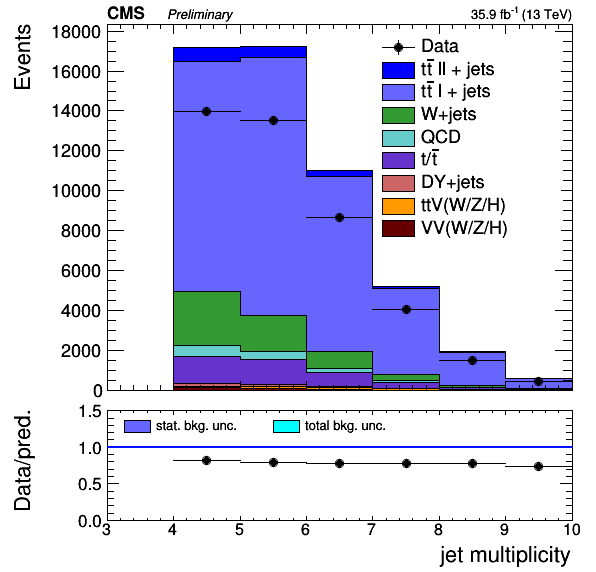 CMS Preliminary 35.9 fb⁻¹ (13 TeV)
Events
18000
16000
14000
12000
10000
8000
6000
4000
2000
0
Data
tt̄ ll + jets
tt̄ l + jets
W+jets
QCD
t/t̄
DY+jets
ttV(W/Z/H)
VV(W/Z/H)
Data/pred.
1.5
1.0
0.5
0.0
stat. bkg. unc. total bkg. unc.
3 4 5 6 7 8 9 10
jet multiplicity